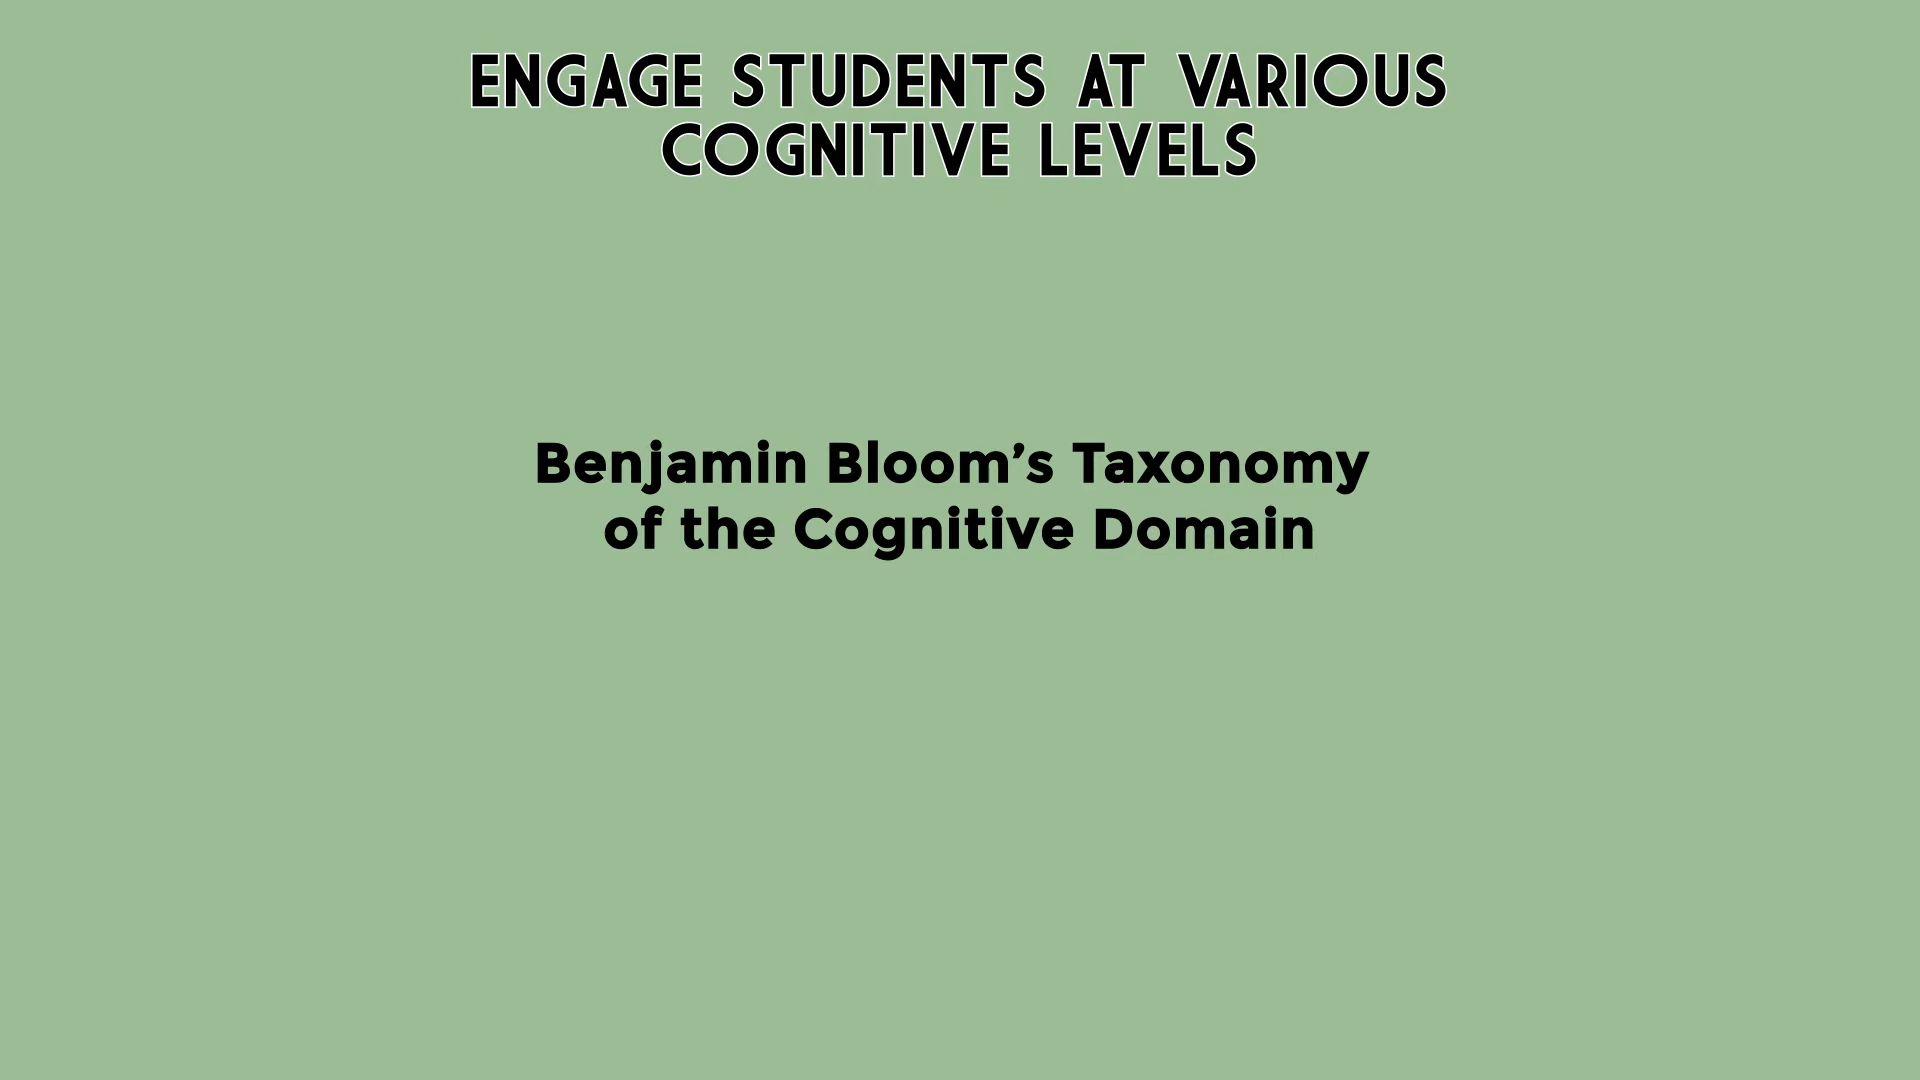 ENGAGE STUDENTS AT VARIOUS
COGNITIVE LEVELS
Benjamin Bloom’s Taxonomy
of the Cognitive Domain